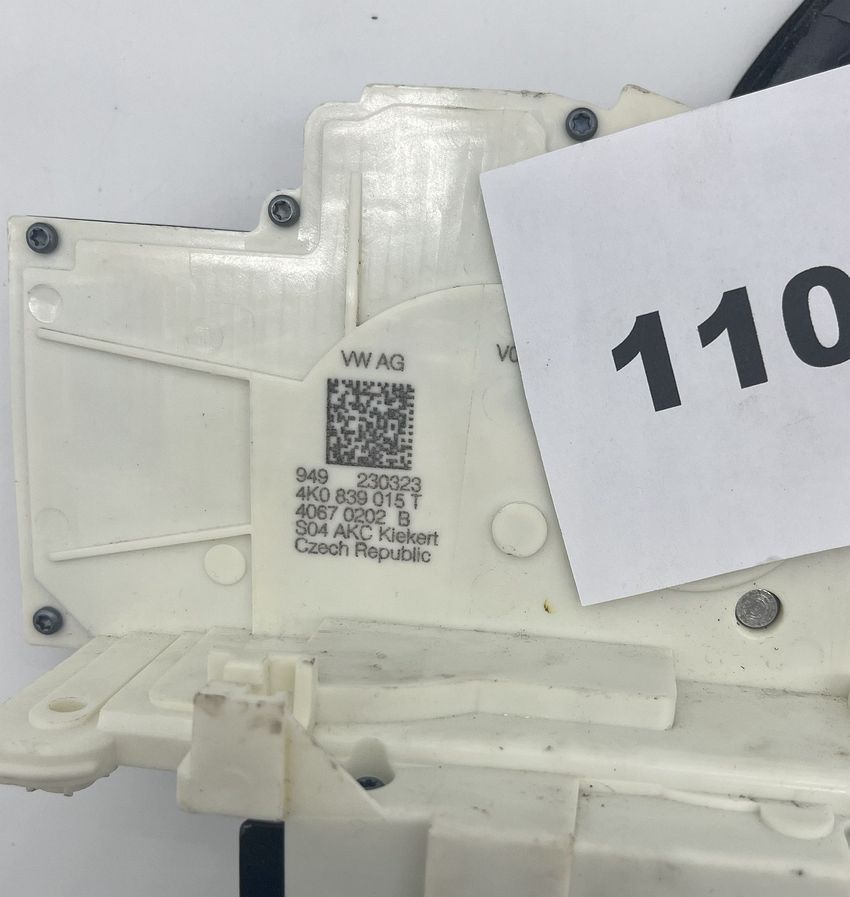 VW AG
949 230323
4K0 839 015 T
4067 0202 B
S04 AKC Kiekert
Czech Republic
110